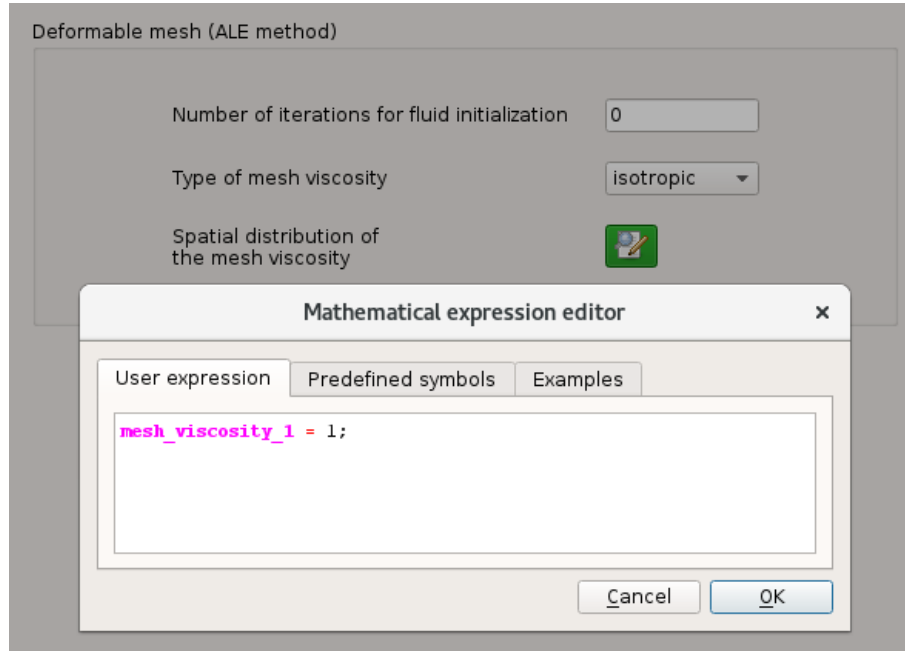 Deformable mesh (ALE method)
Number of iterations for fluid initialization
0
Type of mesh viscosity
isotropic
Spatial distribution of
the mesh viscosity
Mathematical expression editor
×
User expression
Predefined symbols
Examples
mesh_viscosity_1 = 1;
Cancel
OK